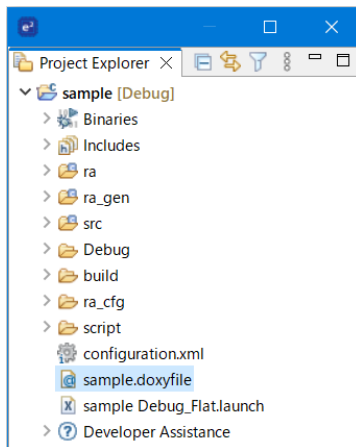 e²
Project Explorer
sample [Debug]
Binaries
Includes
ra
ra_gen
src
Debug
build
ra_cfg
script
configuration.xml
sample.doxyfile
sample Debug_Flat.launch
Developer Assistance